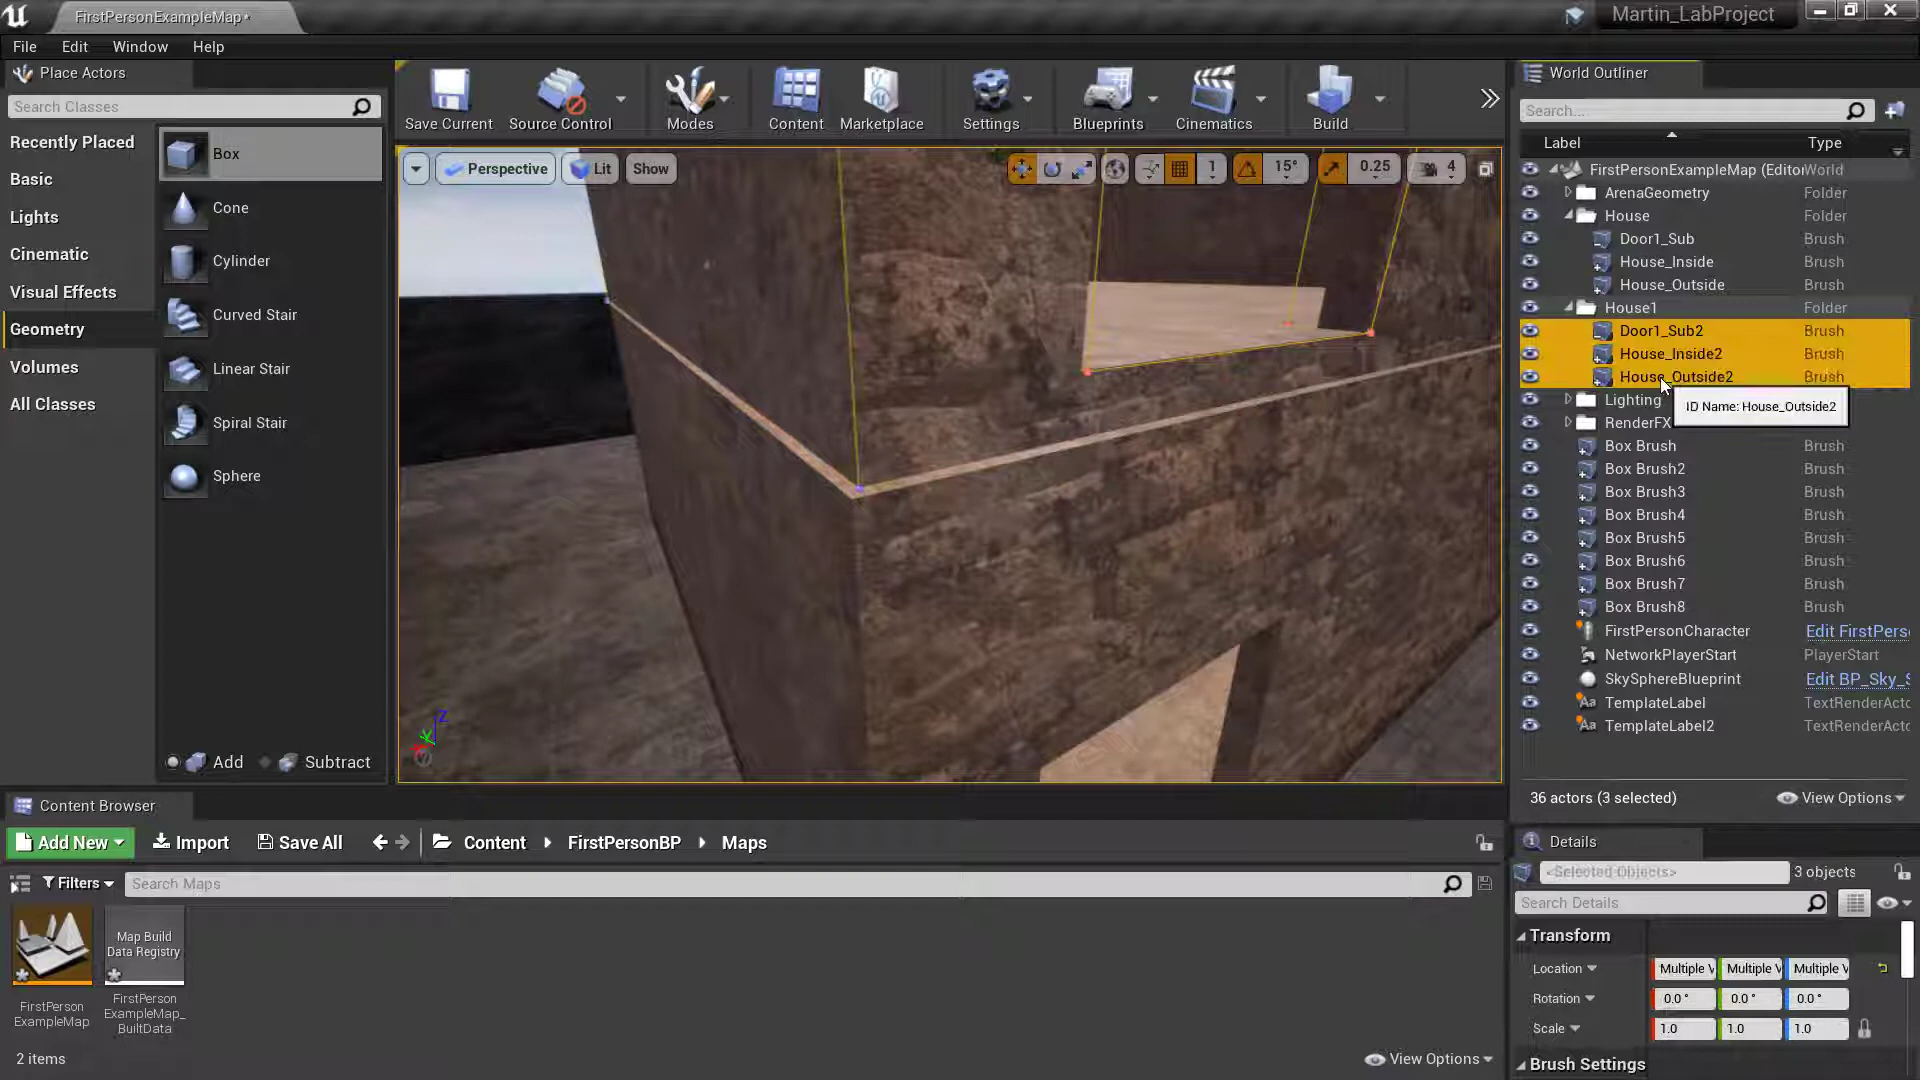 FirstPersonExampleMap*
Martin_LabProject
File Edit Window Help
Place Actors
Search Classes
Recently Placed
Basic
Lights
Cinematic
Visual Effects
Geometry
Volumes
All Classes
Box
Cone
Cylinder
Curved Stair
Linear Stair
Spiral Stair
Sphere
Add Subtract
Save Current Source Control Modes Content Marketplace Settings Blueprints Cinematics Build
Perspective Lit Show 1 15° 0.25 4
Z
World Outliner
Search...
Label Type
FirstPersonExampleMap (Editor World
ArenaGeometry Folder
House Folder
Door1_Sub Brush
House_Inside Brush
House_Outside Brush
House1 Folder
Door1_Sub2 Brush
House_Inside2 Brush
House_Outside2 Brush
Lighting
ID Name: House_Outside2
RenderFX
Box Brush Brush
Box Brush2 Brush
Box Brush3 Brush
Box Brush4 Brush
Box Brush5 Brush
Box Brush6 Brush
Box Brush7 Brush
Box Brush8 Brush
FirstPersonCharacter Edit FirstPers
NetworkPlayerStart PlayerStart
SkySphereBlueprint Edit BP_Sky_S
TemplateLabel TextRenderActo
TemplateLabel2 TextRenderActo
36 actors (3 selected) View Options
Content Browser
Add New Import Save All Content FirstPersonBP Maps
Filters Search Maps
Map Build
Data Registry
FirstPerson
ExampleMap
FirstPerson
ExampleMap_
BuiltData
2 items View Options
Details
<Selected Objects> 3 objects
Search Details
Transform
Location Multiple V Multiple V Multiple V
Rotation 0.0 ° 0.0 ° 0.0 °
Scale 1.0 1.0 1.0
Brush Settings